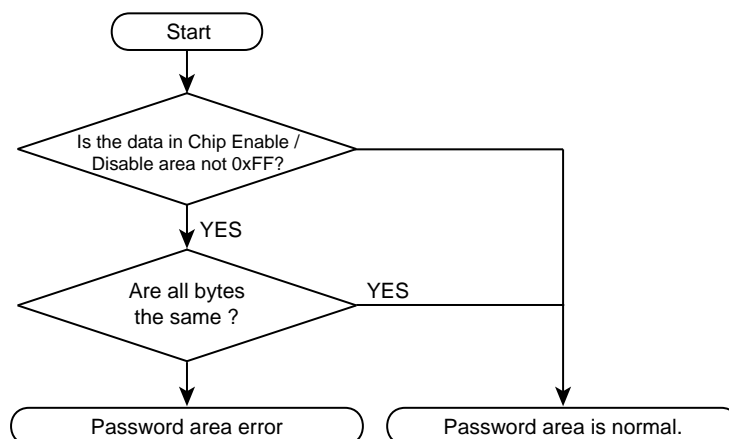 Start
Is the data in Chip Enable /
Disable area not 0xFF?
YES
Are all bytes
the same ?
YES
Password area error
Password area is normal.